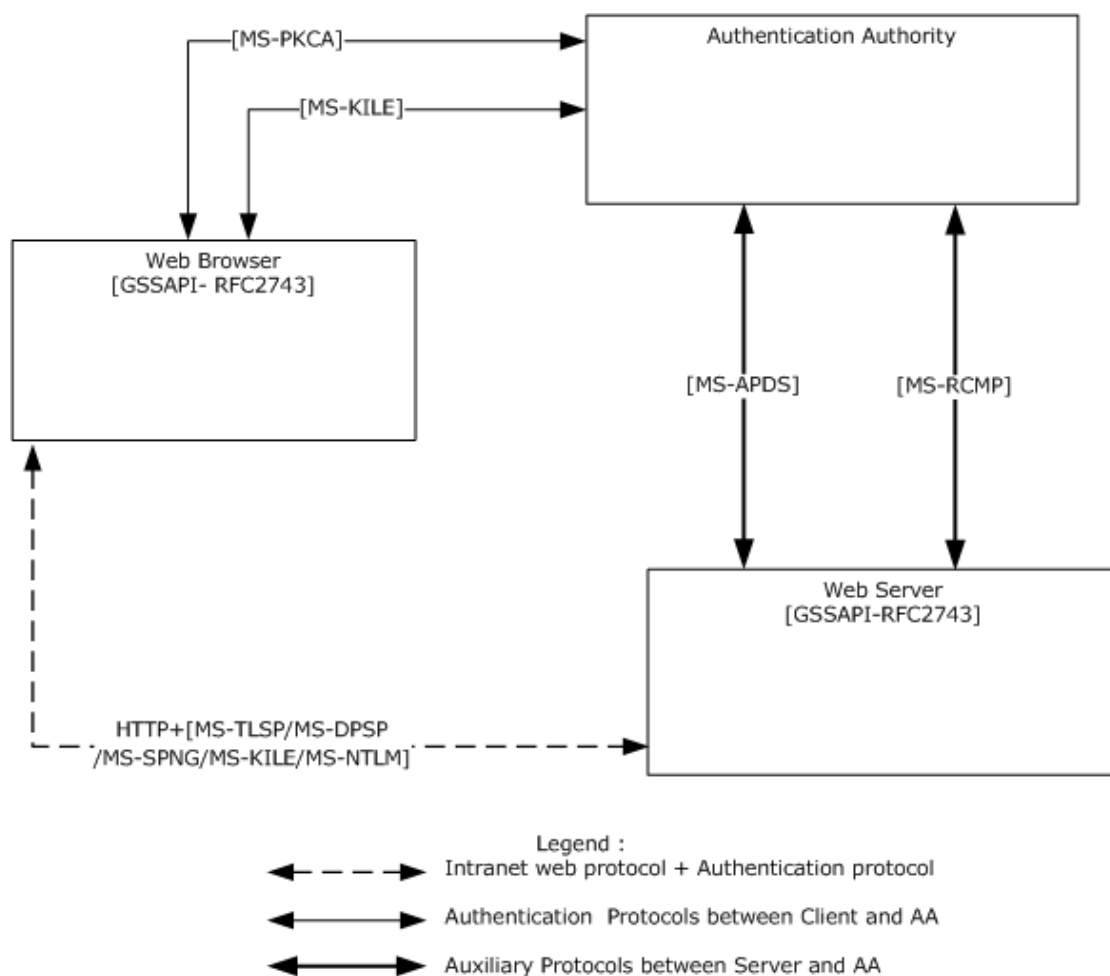 [MS-PKCA]
Authentication Authority
[MS-KILE]
Web Browser
[GSSAPI- RFC2743]
[MS-APDS]
[MS-RCMP]
Web Server
[GSSAPI-RFC2743]
HTTP+[MS-TLSP/MS-DPSP
/MS-SPNG/MS-KILE/MS-NTLM]
Legend :
Intranet web protocol + Authentication protocol
Authentication Protocols between Client and AA
Auxiliary Protocols between Server and AA